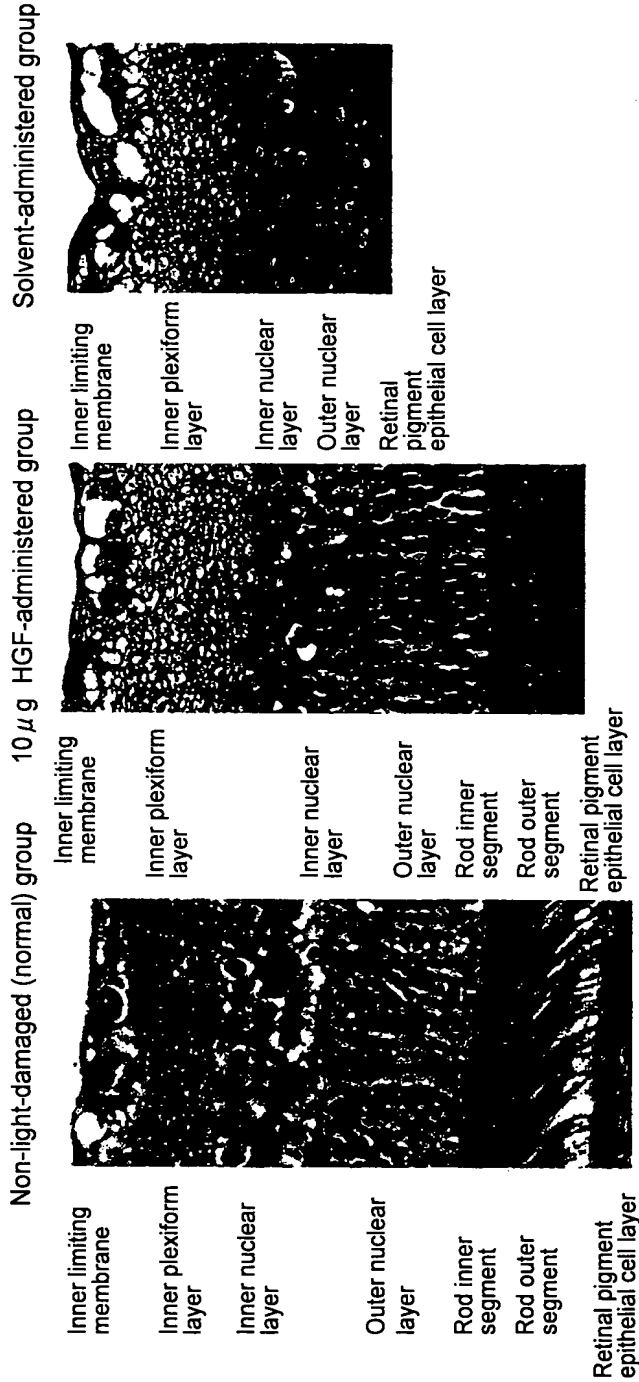 Non-light-damaged (normal) group
Inner limiting
membrane
Inner plexiform
layer
Inner nuclear
layer
Outer nuclear
layer
Rod inner
segment
Rod outer
segment
Retinal pigment
epithelial cell layer
10 μ g HGF-administered group
Inner limiting
membrane
Inner plexiform
layer
Inner nuclear
layer
Outer nuclear
layer
Rod inner
segment
Rod outer
segment
Retinal pigment
epithelial cell layer
Solvent-administered group
Inner limiting
membrane
Inner plexiform
layer
Inner nuclear
layer
Outer nuclear
layer
Retinal
pigment
epithelial cell layer